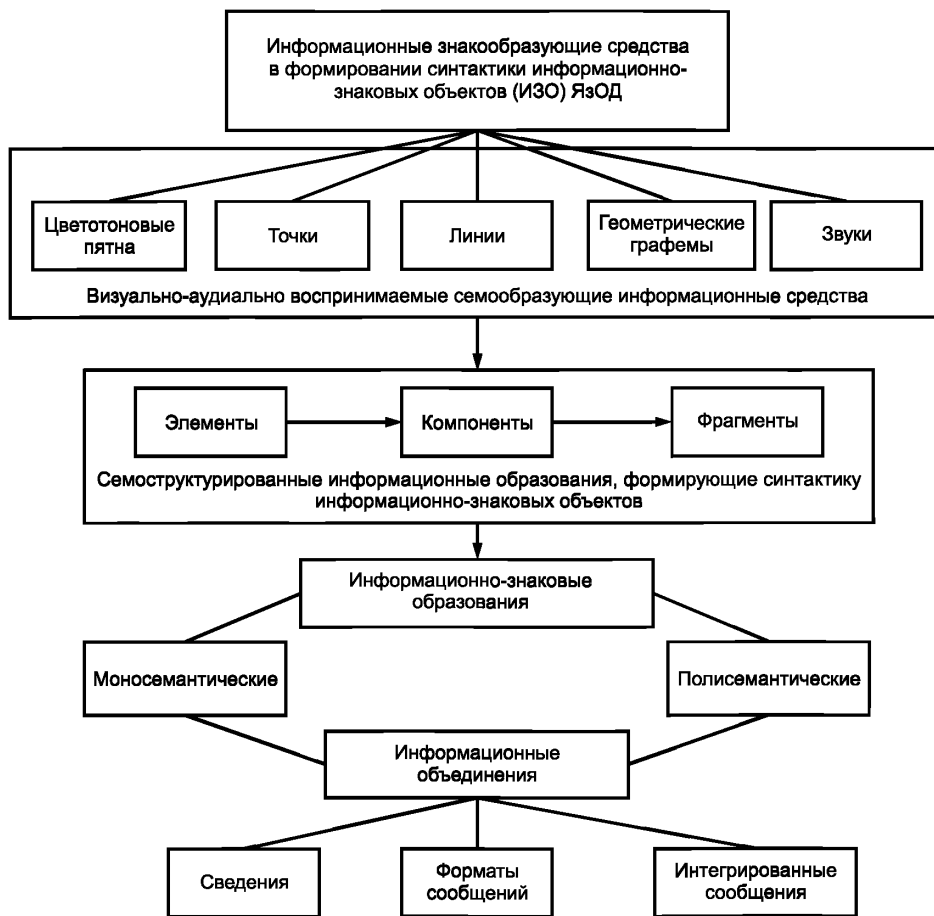 Информационные знакообразующие средства
в формировании синтактики информационно-
знаковых объектов (ИЗО) ЯзОД
Цветотоновые
пятна
Точки
Линии
Геометрические
графемы
Звуки
Визуально-аудиально воспринимаемые семообразующие информационные средства
Элементы
Компоненты
Фрагменты
Семоструктурированные информационные образования, формирующие синтактику
информационно-знаковых объектов
Информационно-знаковые
образования
Моносемантические
Полисемантические
Информационные
объединения
Сведения
Форматы
сообщений
Интегрированные
сообщения